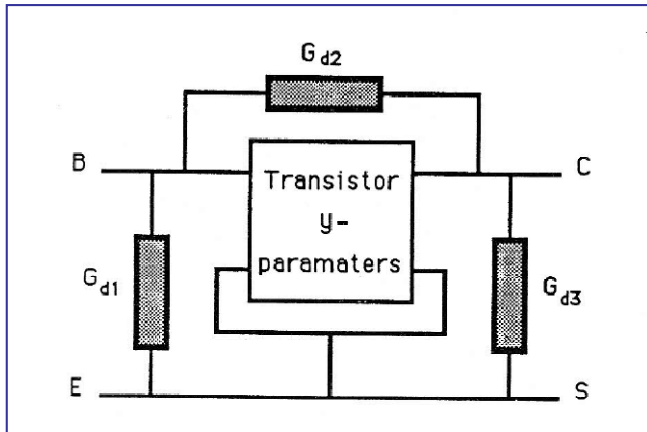 G d2
B
C
Transistor
y-
paramaters
G d1
G d3
E
S